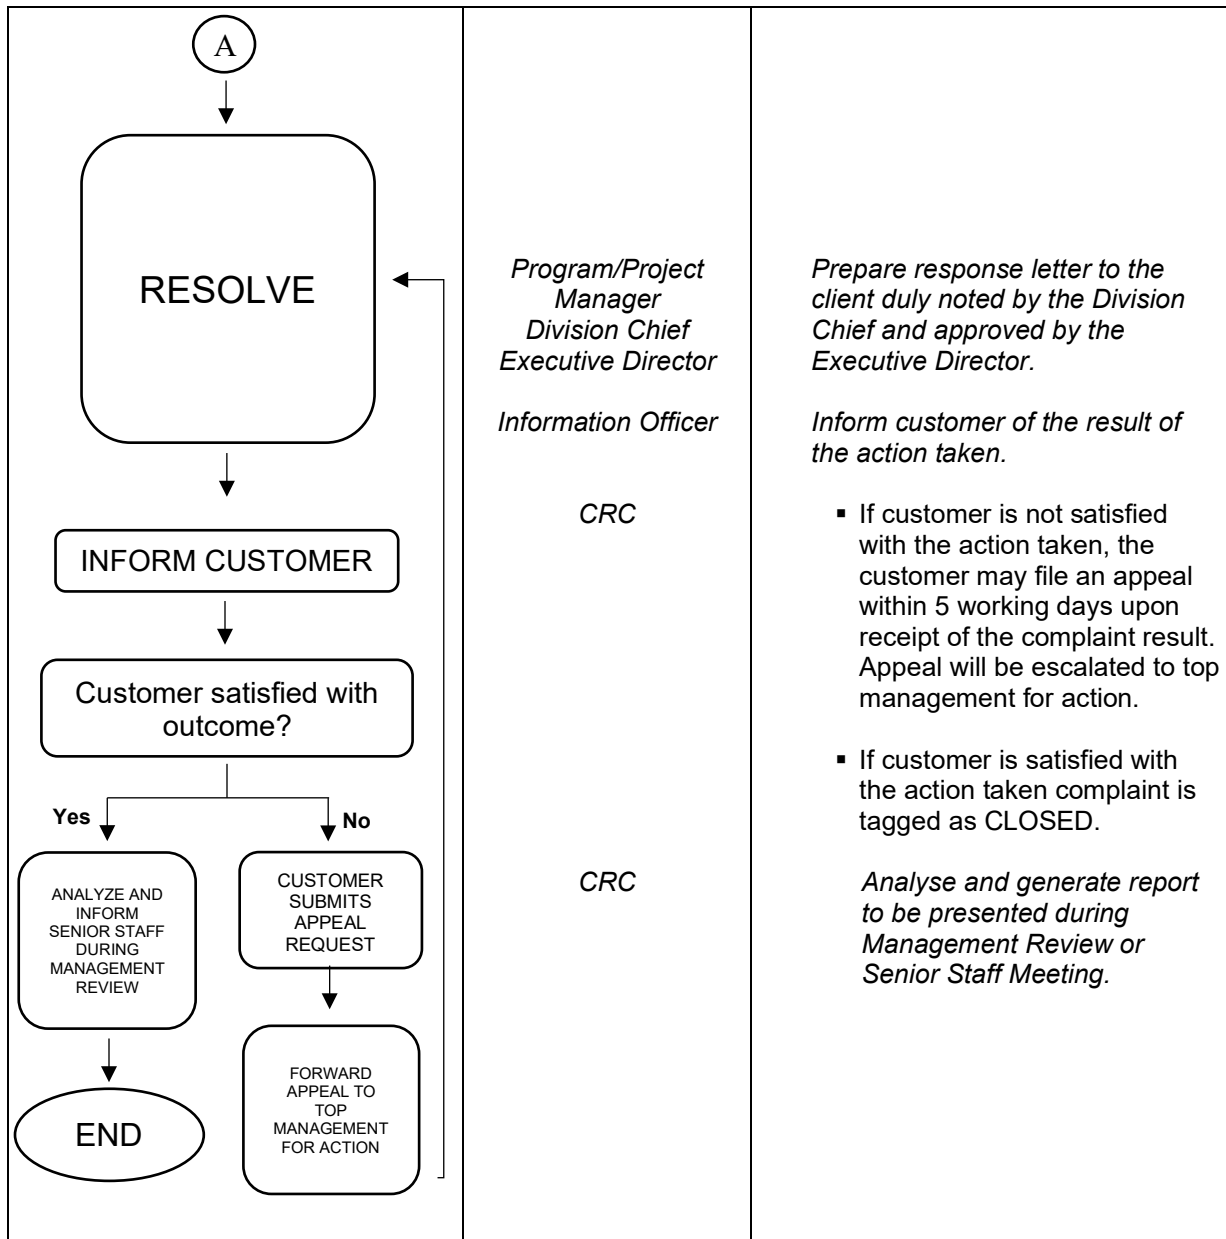 A
RESOLVE
INFORM CUSTOMER
Customer satisfied with
outcome?
Yes
No
ANALYZE AND
INFORM
SENIOR STAFF
DURING
MANAGEMENT
REVIEW
CUSTOMER
SUBMITS
APPEAL
REQUEST
FORWARD
APPEAL TO
TOP
MANAGEMENT
FOR ACTION
END
Program/Project
Manager
Division Chief
Executive Director
Information Officer
CRC
CRC
Prepare response letter to the
client duly noted by the Division
Chief and approved by the
Executive Director.
Inform customer of the result of
the action taken.
▪ If customer is not satisfied
with the action taken, the
customer may file an appeal
within 5 working days upon
receipt of the complaint result.
Appeal will be escalated to top
management for action.
▪ If customer is satisfied with
the action taken complaint is
tagged as CLOSED.
Analyse and generate report
to be presented during
Management Review or
Senior Staff Meeting.